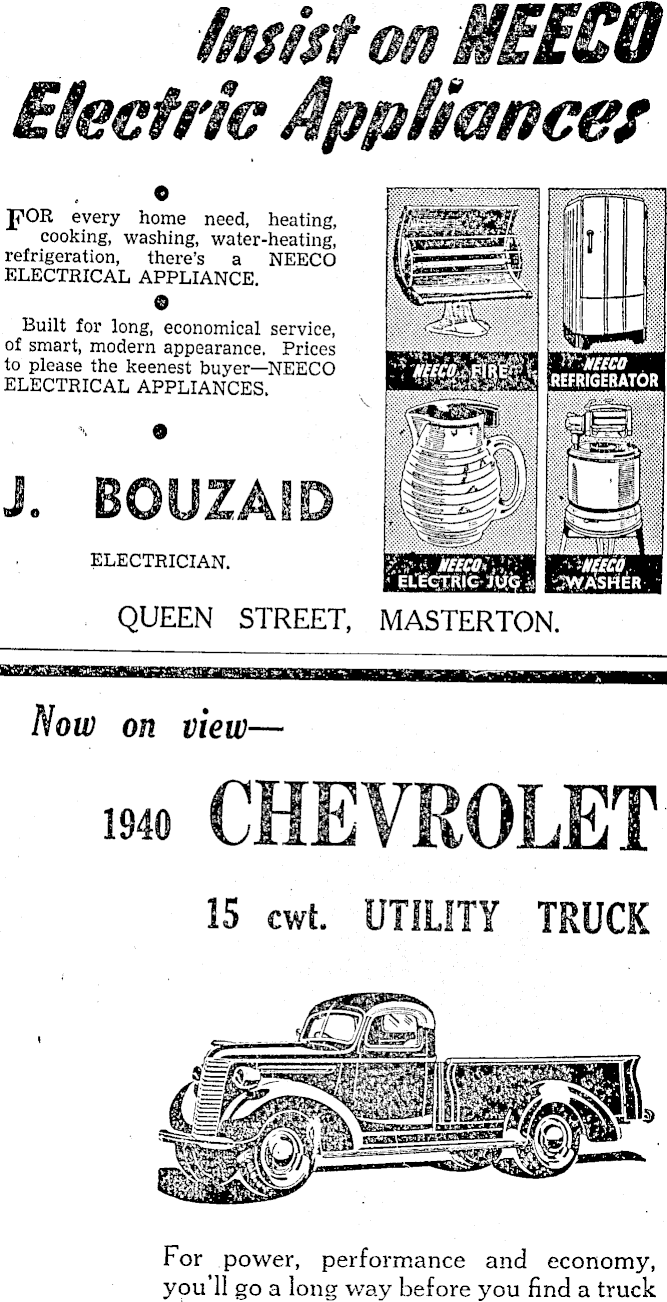 Insist on NEECO
Electric Appliances
FOR every home need, heating,
cooking, washing, water-heating,
refrigeration, there's a NEECO
ELECTRICAL APPLIANCE.
Built for long, economical service,
of smart, modern appearance. Prices
to please the keenest buyer—NEECO
ELECTRICAL APPLIANCES.
J. BOUZAID
ELECTRICIAN.
NEECO FIRE
NEECO
REFRIGERATOR
NEECO
ELECTRIC JUG
NEECO
WASHER
QUEEN STREET, MASTERTON.
Now on view—
1940 CHEVROLET
15 cwt. UTILITY TRUCK
For power, performance and economy,
you'll go a long way before you find a truck